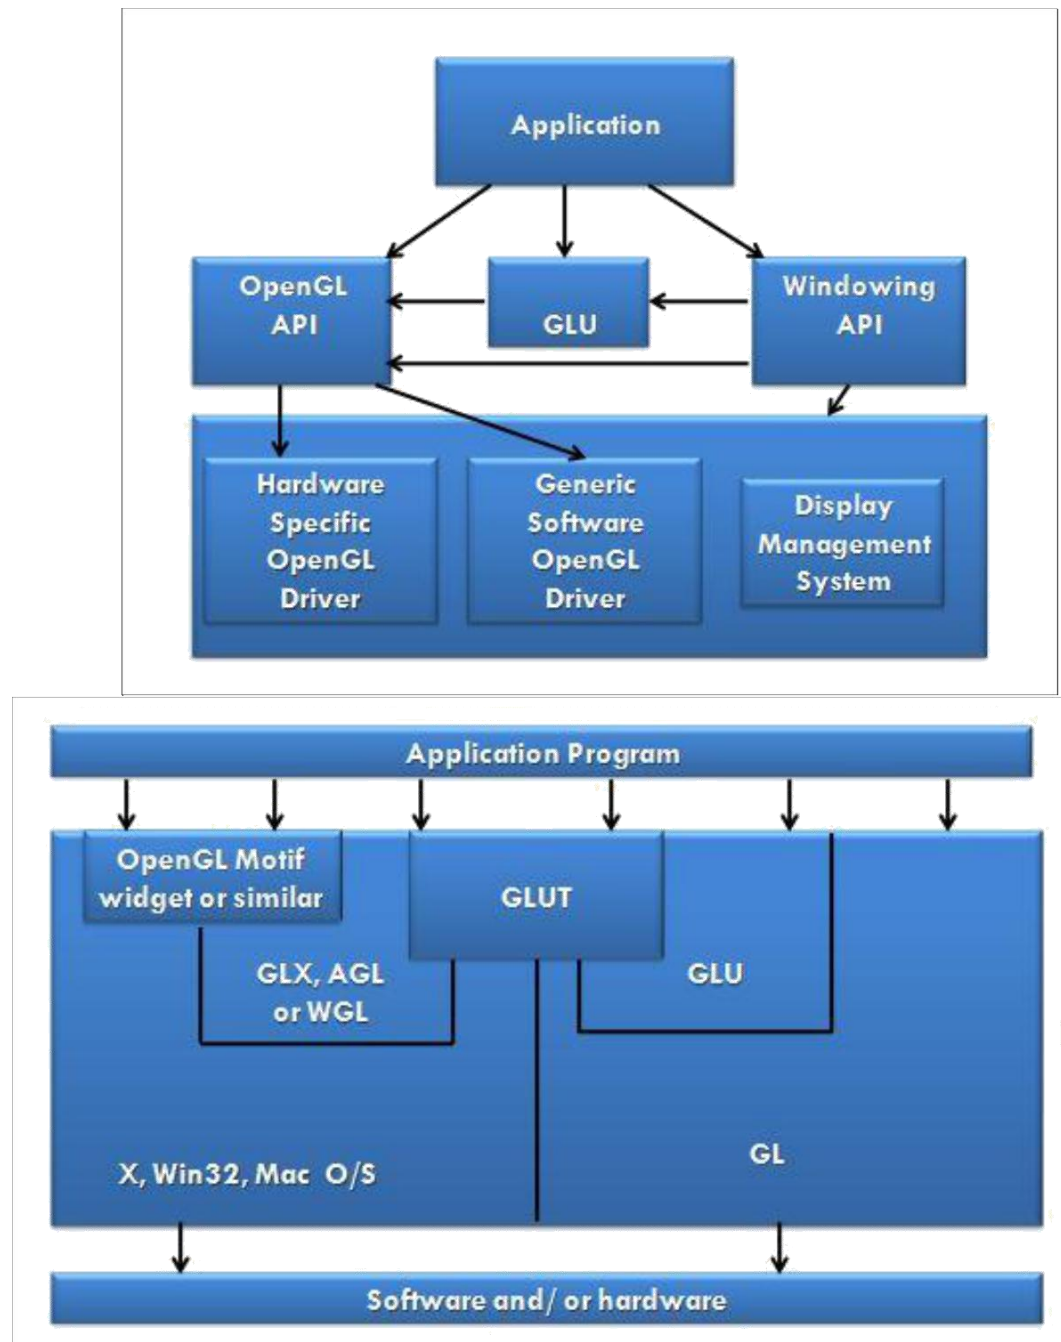 Application
OpenGL
API
GLU
Windowing
API
Hardware
Specific
OpenGL
Driver
Generic
Software
OpenGL
Driver
Display
Management
System
Application Program
OpenGL Motif
widget or similar
GLUT
GLX, AGL
or WGL
GLU
X, Win32, Mac O/S
GL
Software and/ or hardware